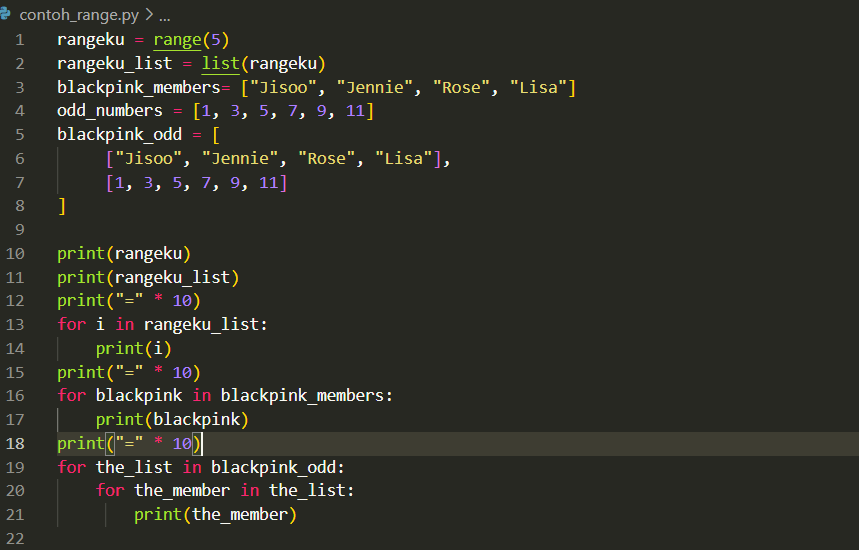 contoh_range.py > ...
1 rangeku = range(5)
2 rangeku_list = list(rangeku)
3 blackpink_members= ["Jisoo", "Jennie", "Rose", "Lisa"]
4 odd_numbers = [1, 3, 5, 7, 9, 11]
5 blackpink_odd = [
6     ["Jisoo", "Jennie", "Rose", "Lisa"],
7     [1, 3, 5, 7, 9, 11]
8 ]
9
10 print(rangeku)
11 print(rangeku_list)
12 print("=" * 10)
13 for i in rangeku_list:
14     print(i)
15 print("=" * 10)
16 for blackpink in blackpink_members:
17     print(blackpink)
18 print("=" * 10)
19 for the_list in blackpink_odd:
20     for the_member in the_list:
21         print(the_member)
22